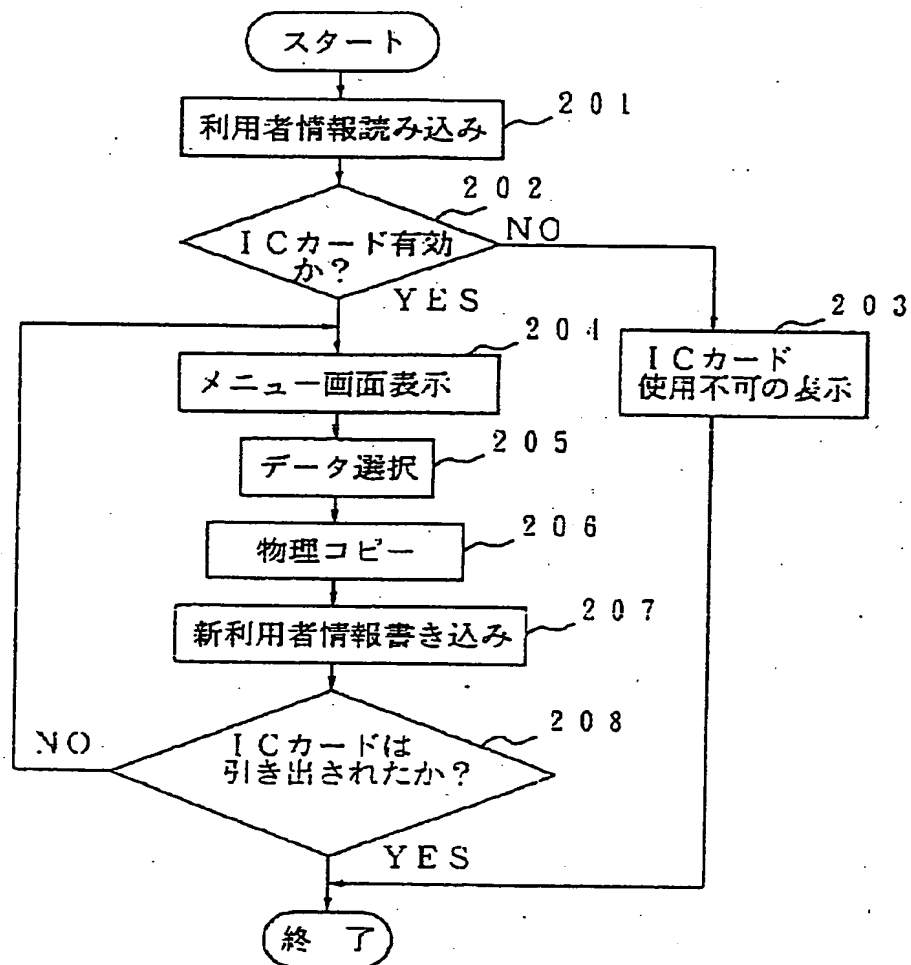 スタート
201
利用者情報読み込み
202
ICカード有効
か?
NO
YES
203
ICカード
使用不可の表示
204
メニュー画面表示
205
データ選択
206
物理コピー
207
新利用者情報書き込み
208
ICカードは
引き出されたか?
NO
YES
終 了